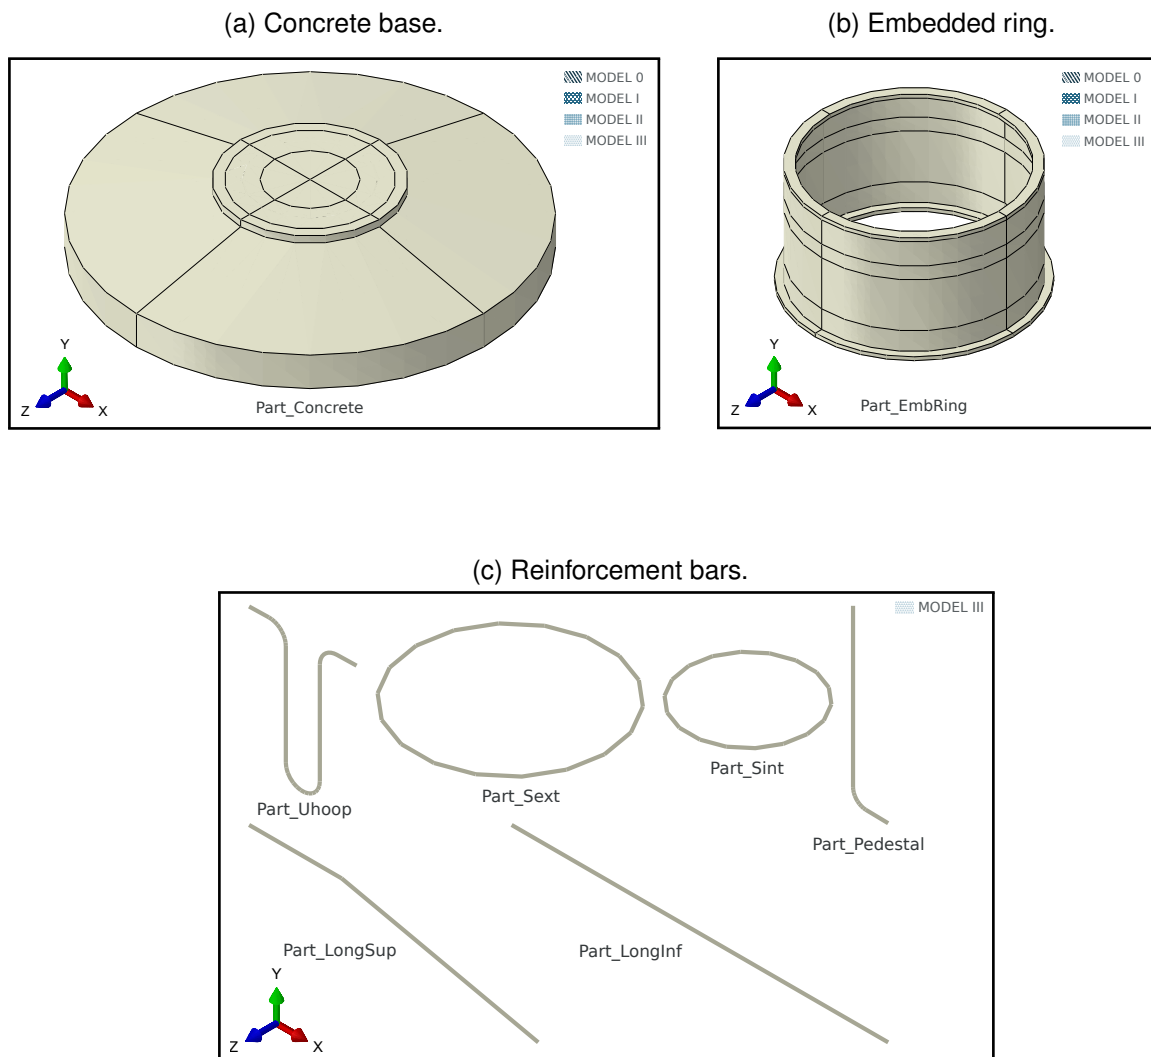 (a) Concrete base.
MODEL 0
MODEL I
MODEL II
MODEL III
Y
Z
X
Part_Concrete
(b) Embedded ring.
MODEL 0
MODEL I
MODEL II
MODEL III
Y
Z
X
Part_EmbRing
(c) Reinforcement bars.
MODEL III
Part_Uhoop
Part_Sext
Part_Sint
Part_Pedestal
Part_LongSup
Part_LongInf
Y
Z
X